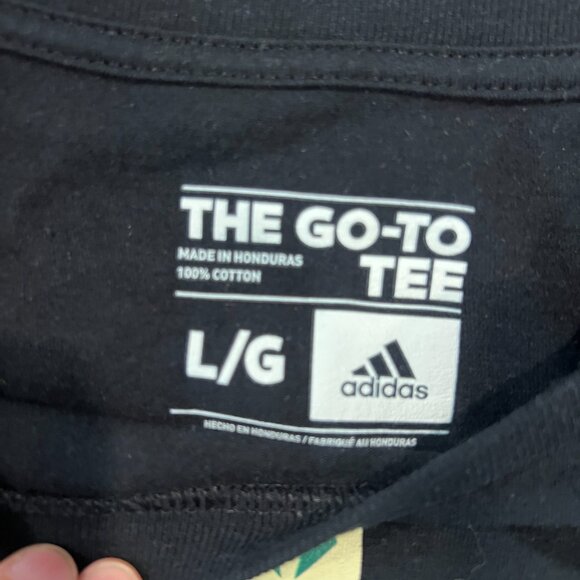 THE GO-TO
MADE IN HONDURAS
100% COTTON
TEE
L/G
adidas
HECHO EN HONDURAS / FABRIQUÉ AU HONDURAS